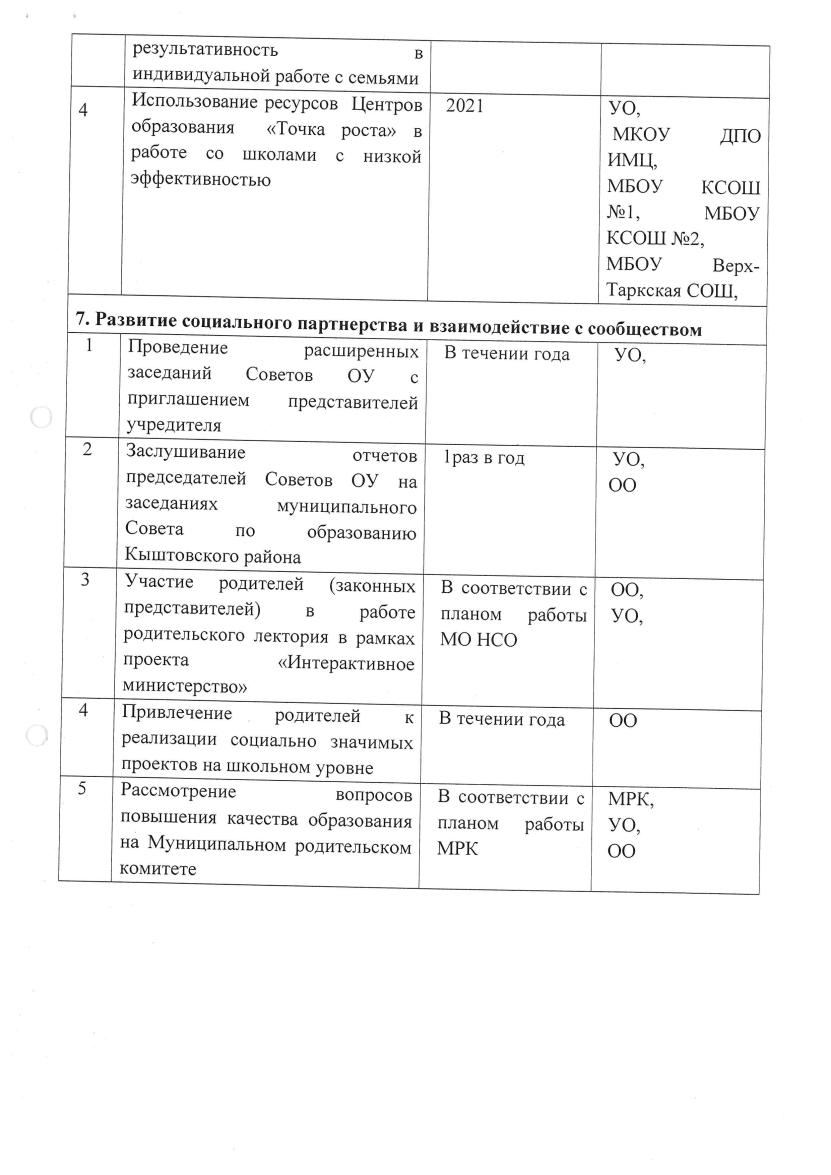 результативность в
индивидуальной работе с семьями
4
Использование ресурсов Центров
образования «Точка роста» в
работе со школами с низкой
эффективностью
2021
УО,
МКОУ ДПО
ИМЦ,
МБОУ КСОШ
№1, МБОУ
КСОШ №2,
МБОУ Верх-
Таркская СОШ,
7. Развитие социального партнерства и взаимодействие с сообществом
1
Проведение расширенных
заседаний Советов ОУ с
приглашением представителей
учредителя
В течении года
УО,
2
Заслушивание отчетов
председателей Советов ОУ на
заседаниях муниципального
Совета по образованию
Кыштовского района
1раз в год
УО,
ОО
3
Участие родителей (законных
представителей) в работе
родительского лектория в рамках
проекта «Интерактивное
министерство»
В соответствии с
планом работы
МО НСО
ОО,
УО,
4
Привлечение родителей к
реализации социально значимых
проектов на школьном уровне
В течении года
ОО
5
Рассмотрение вопросов
повышения качества образования
на Муниципальном родительском
комитете
В соответствии с
планом работы
МРК
МРК,
УО,
ОО